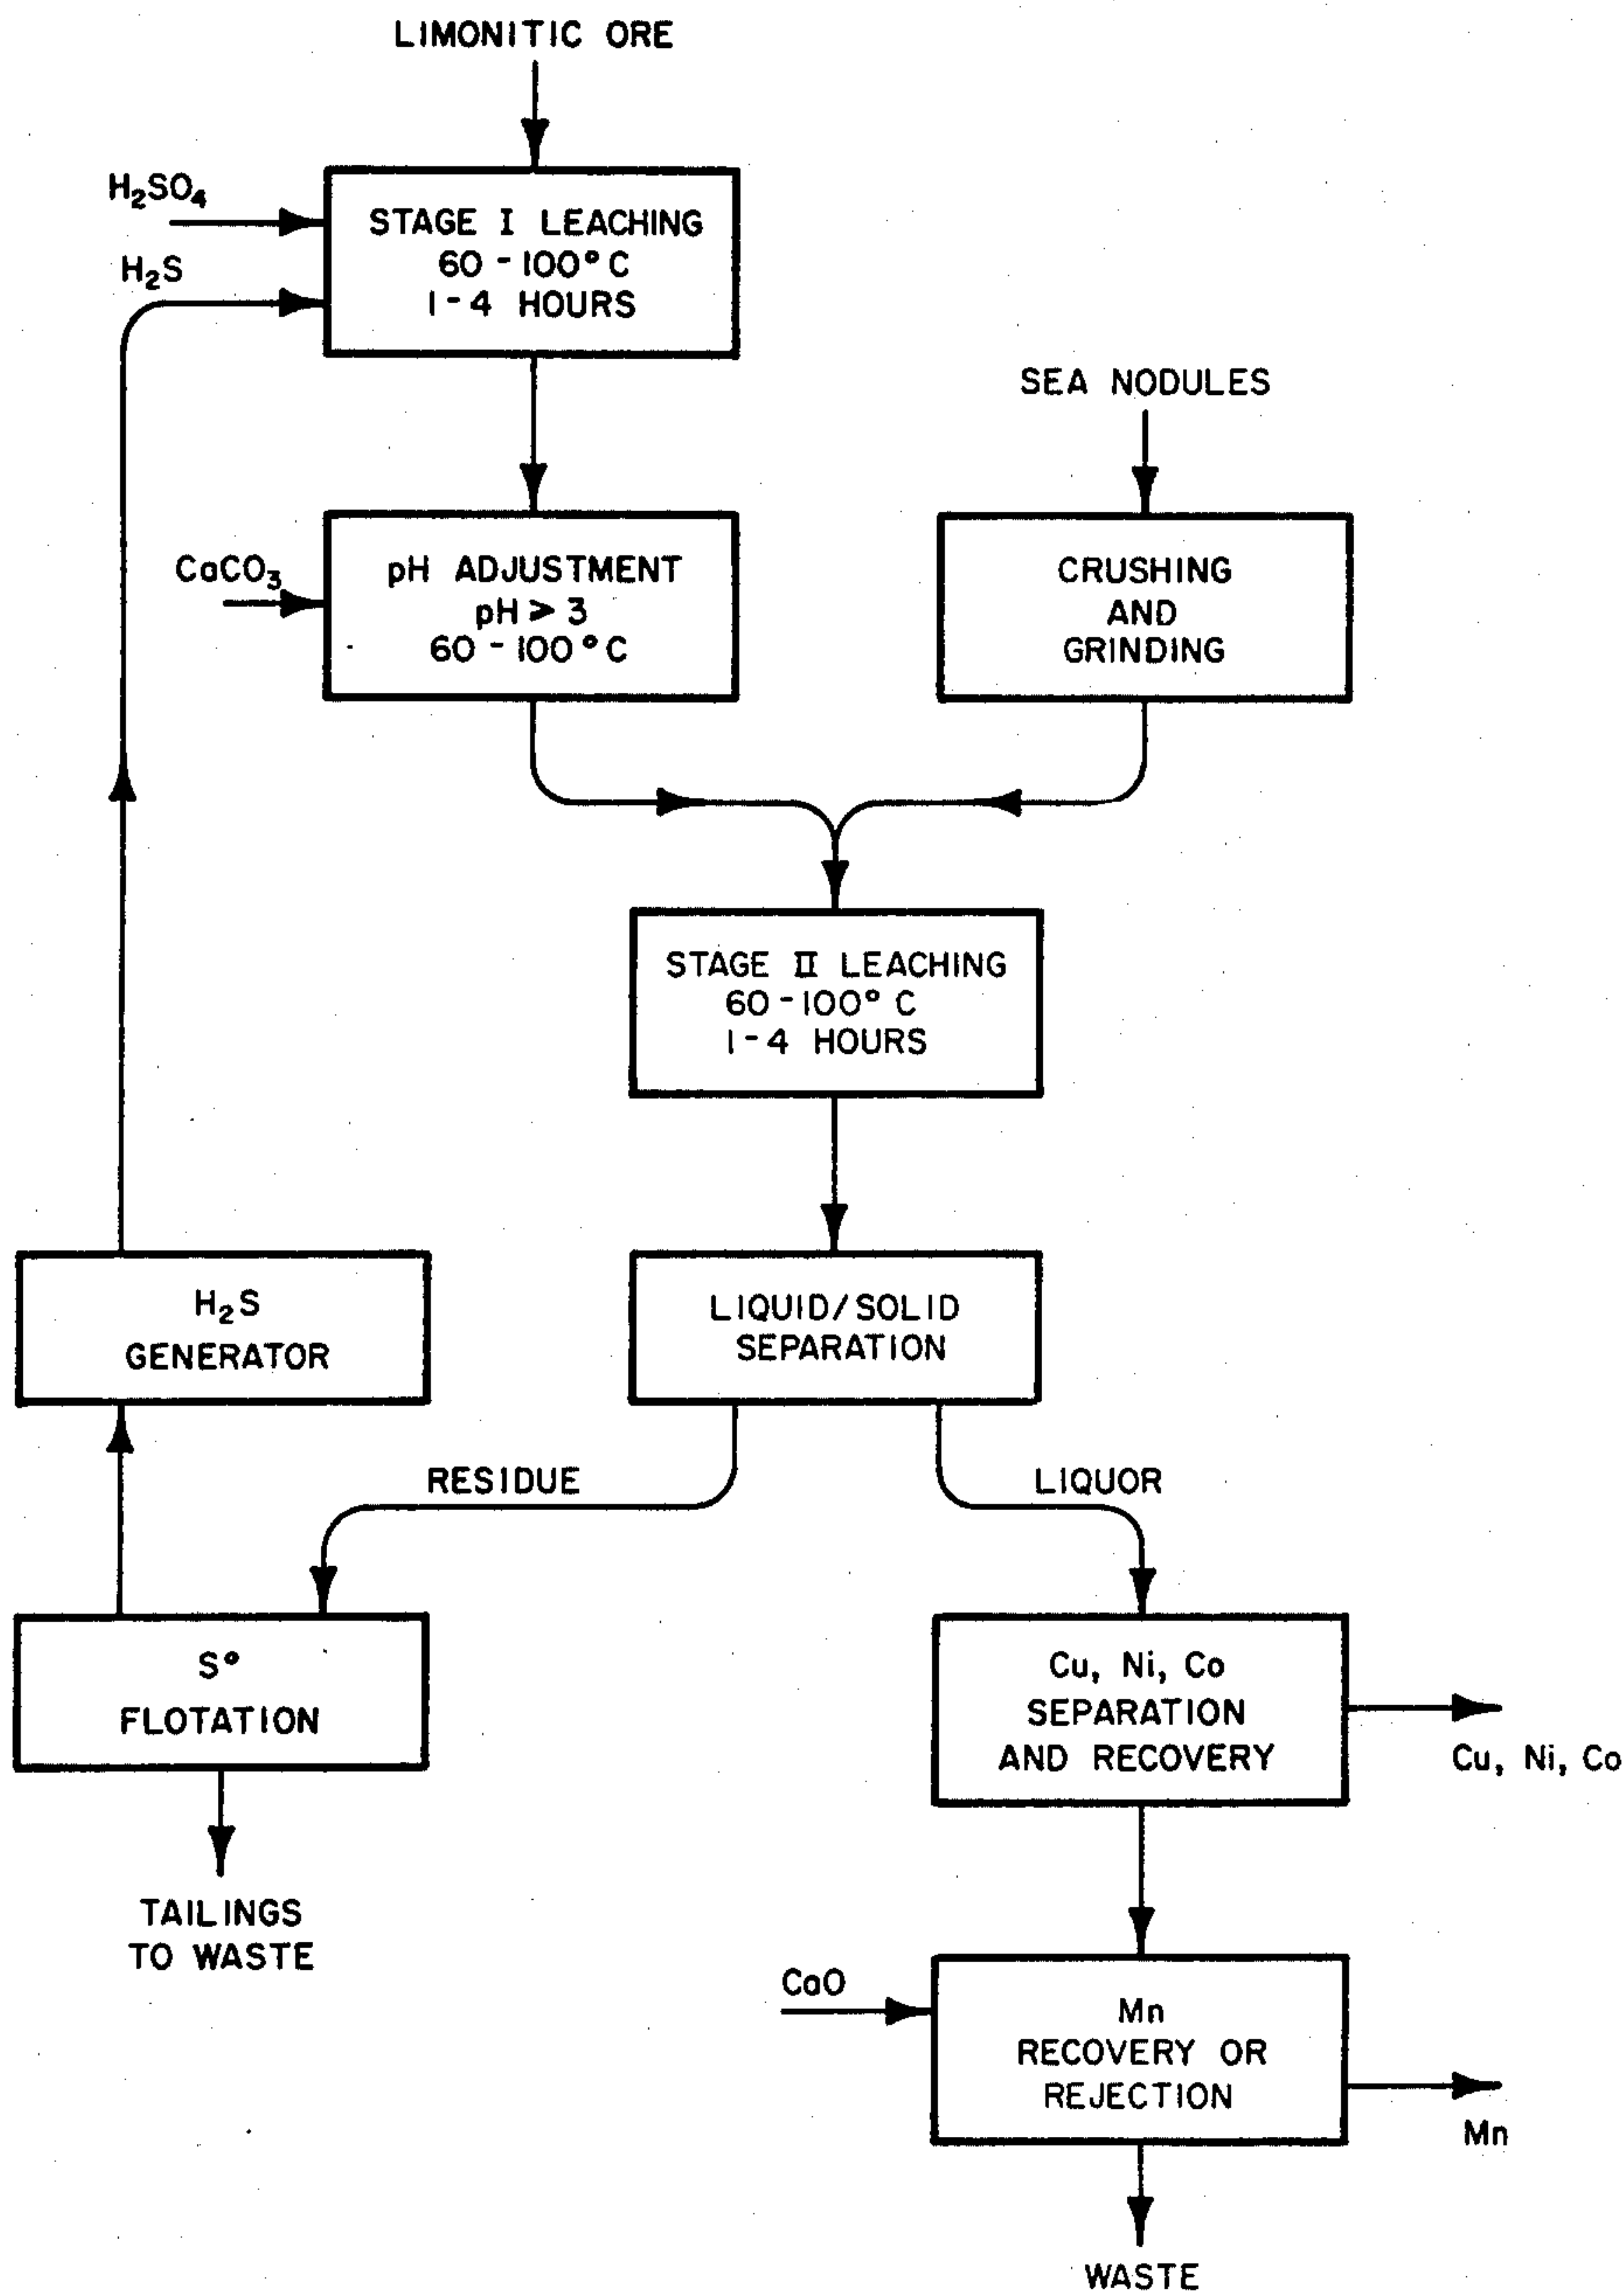 LIMONITIC ORE
H₂SO₄
STAGE I LEACHING
60 - 100° C
1 - 4 HOURS
H₂S
SEA NODULES
CaCO₃
pH ADJUSTMENT
pH > 3
60 - 100° C
CRUSHING
AND
GRINDING
STAGE II LEACHING
60 - 100° C
1 - 4 HOURS
H₂S
GENERATOR
LIQUID/SOLID
SEPARATION
RESIDUE
LIQUOR
S°
FLOTATION
Cu, Ni, Co
SEPARATION
AND RECOVERY
Cu, Ni, Co
TAILINGS
TO WASTE
CaO
Mn
RECOVERY OR
REJECTION
Mn
WASTE